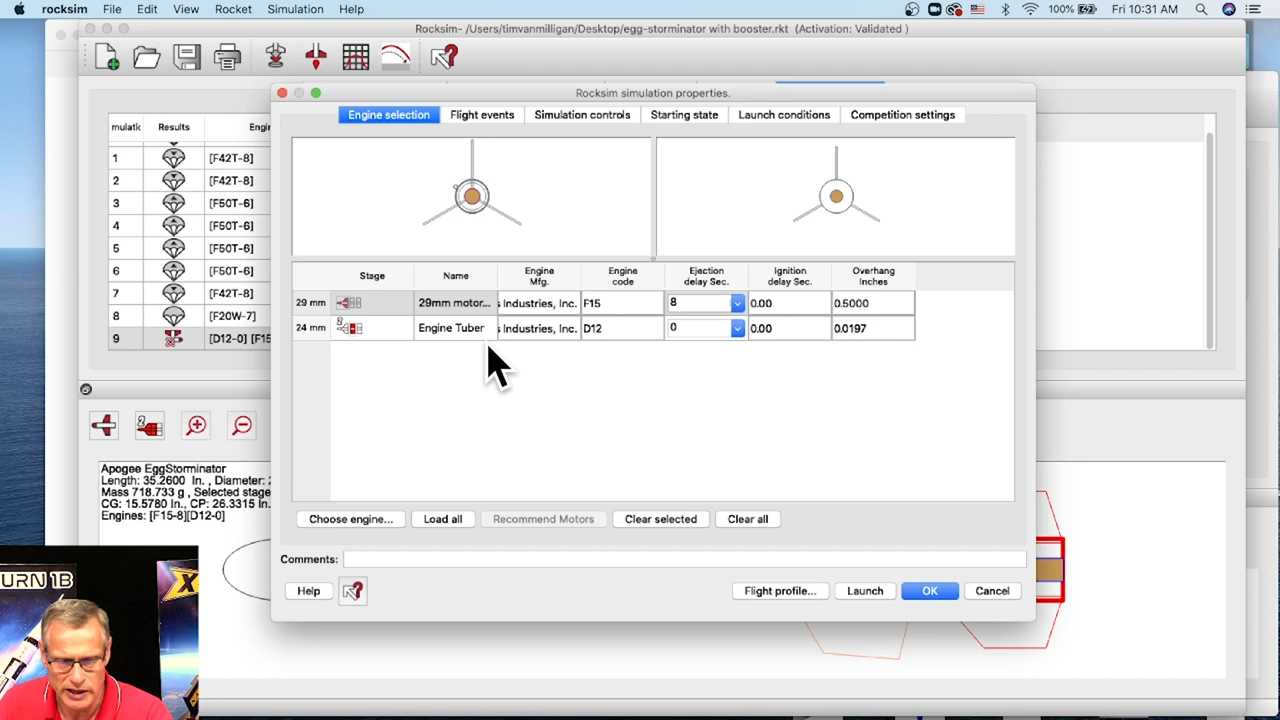 rocksim File Edit View Rocket Simulation Help 100% Fri 10:31 AM
Rocksim- /Users/timvanmilligan/Desktop/egg-storminator with booster.rkt (Activation: Validated )
Rocksim simulation properties.
Engine selection Flight events Simulation controls Starting state Launch conditions Competition settings
mulatic Results Engin
1 [F42T-8]
2 [F42T-8]
3 [F50T-6]
4 [F50T-6]
5 [F50T-6]
6 [F50T-6]
7 [F42T-8]
8 [F20W-7]
9 [D12-0] [F15
Stage Name Engine Mfg. Engine code Ejection delay Sec. Ignition delay Sec. Overhang Inches
29 mm 29mm motor... s Industries, Inc. F15 8 0.00 0.5000
24 mm 2 Engine Tuber s Industries, Inc. D12 0 0.00 0.0197
Choose engine... Load all Recommend Motors Clear selected Clear all
Comments:
Help ? Flight profile... Launch OK Cancel
2
Apogee EggStorminator
Length: 35.2600 In. , Diameter: 2
Mass 718.733 g , Selected stage
CG: 15.5780 In., CP: 26.3315 In.
Engines: [F15-8][D12-0]
URN 1B
X